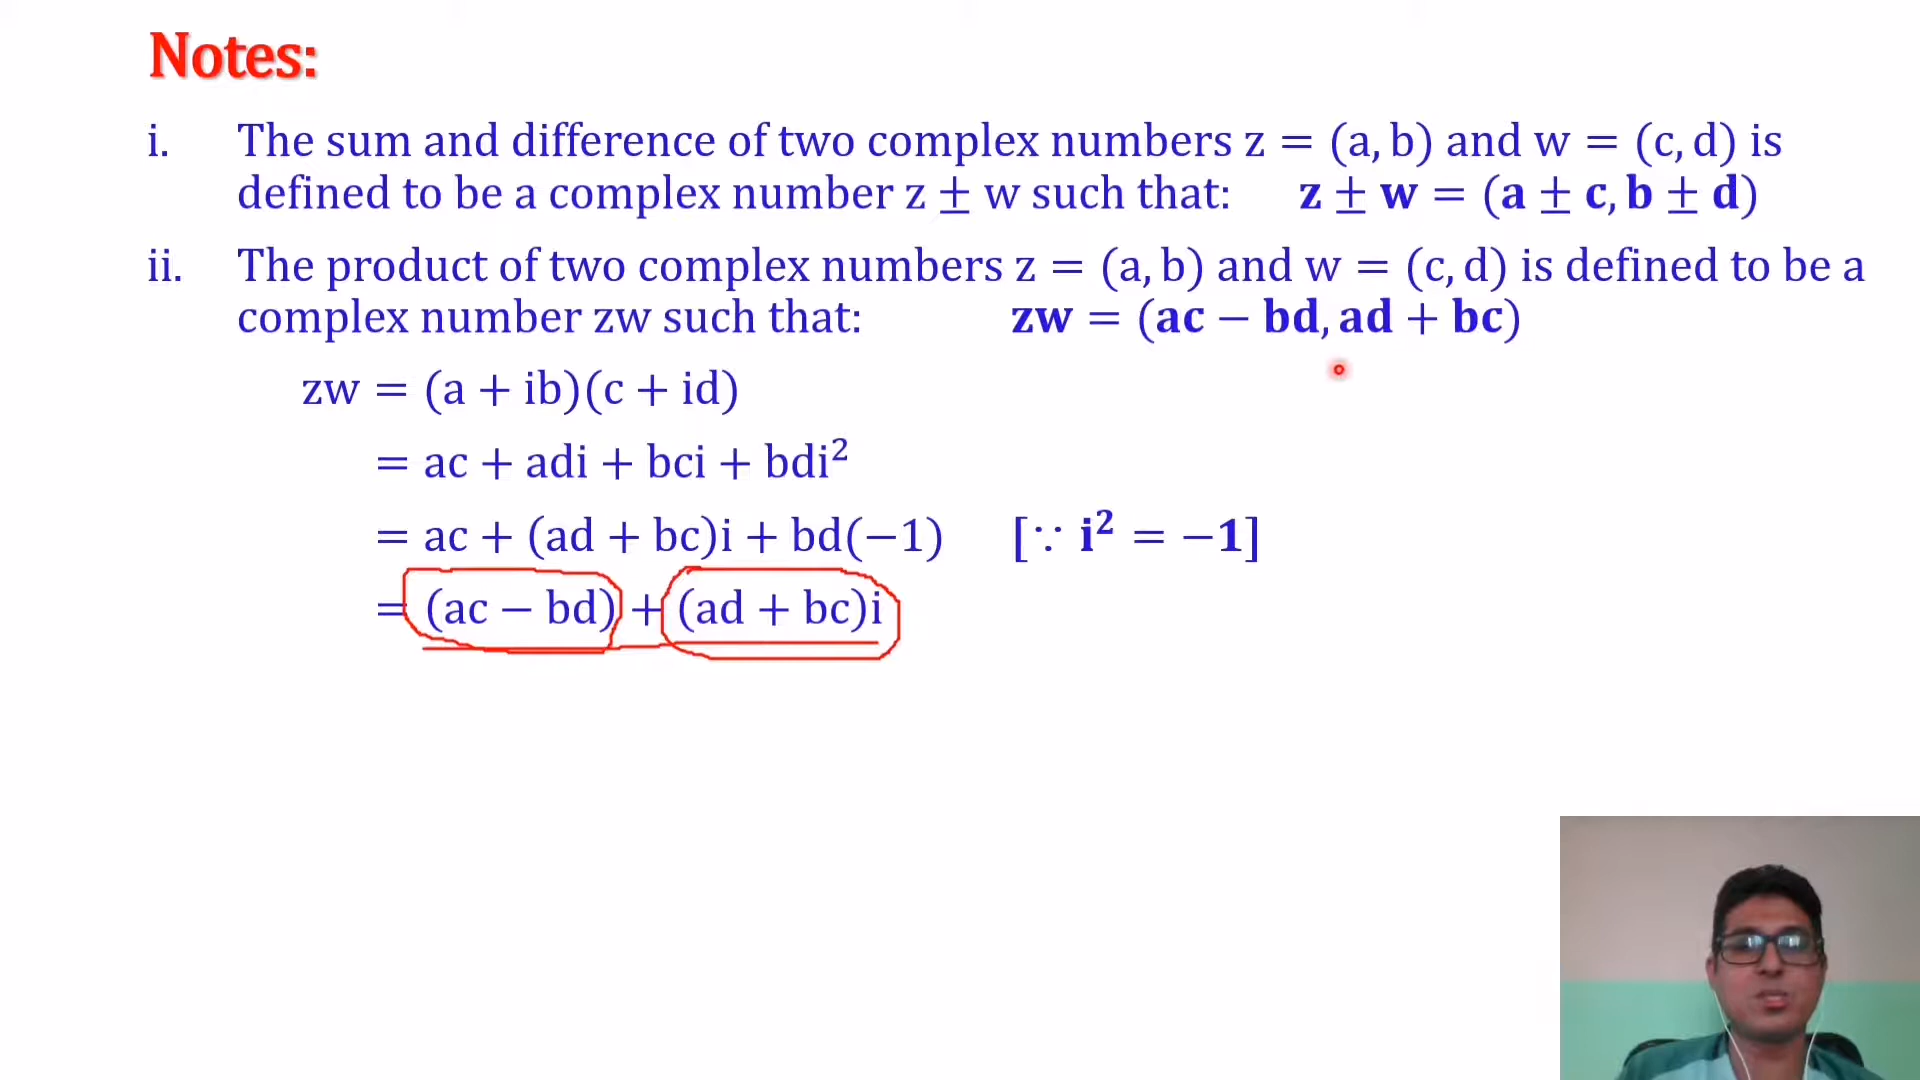 Notes:
i. The sum and difference of two complex numbers z = (a, b) and w = (c, d) is
defined to be a complex number z ± w such that: z ± w = (a ± c, b ± d)
ii. The product of two complex numbers z = (a, b) and w = (c, d) is defined to be a
complex number zw such that: zw = (ac − bd, ad + bc)
zw = (a + ib)(c + id)
= ac + adi + bci + bdi²
= ac + (ad + bc)i + bd(−1) [∵ i² = −1]
= (ac − bd) + (ad + bc)i